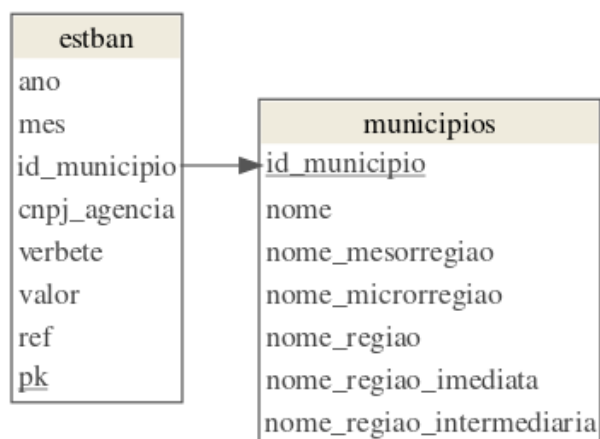 estban
ano
mes
id_municipio
cnpj_agencia
verbete
valor
ref
pk
municipios
id_municipio
nome
nome_mesorregiao
nome_microrregiao
nome_regiao
nome_regiao_imediata
nome_regiao_intermediaria